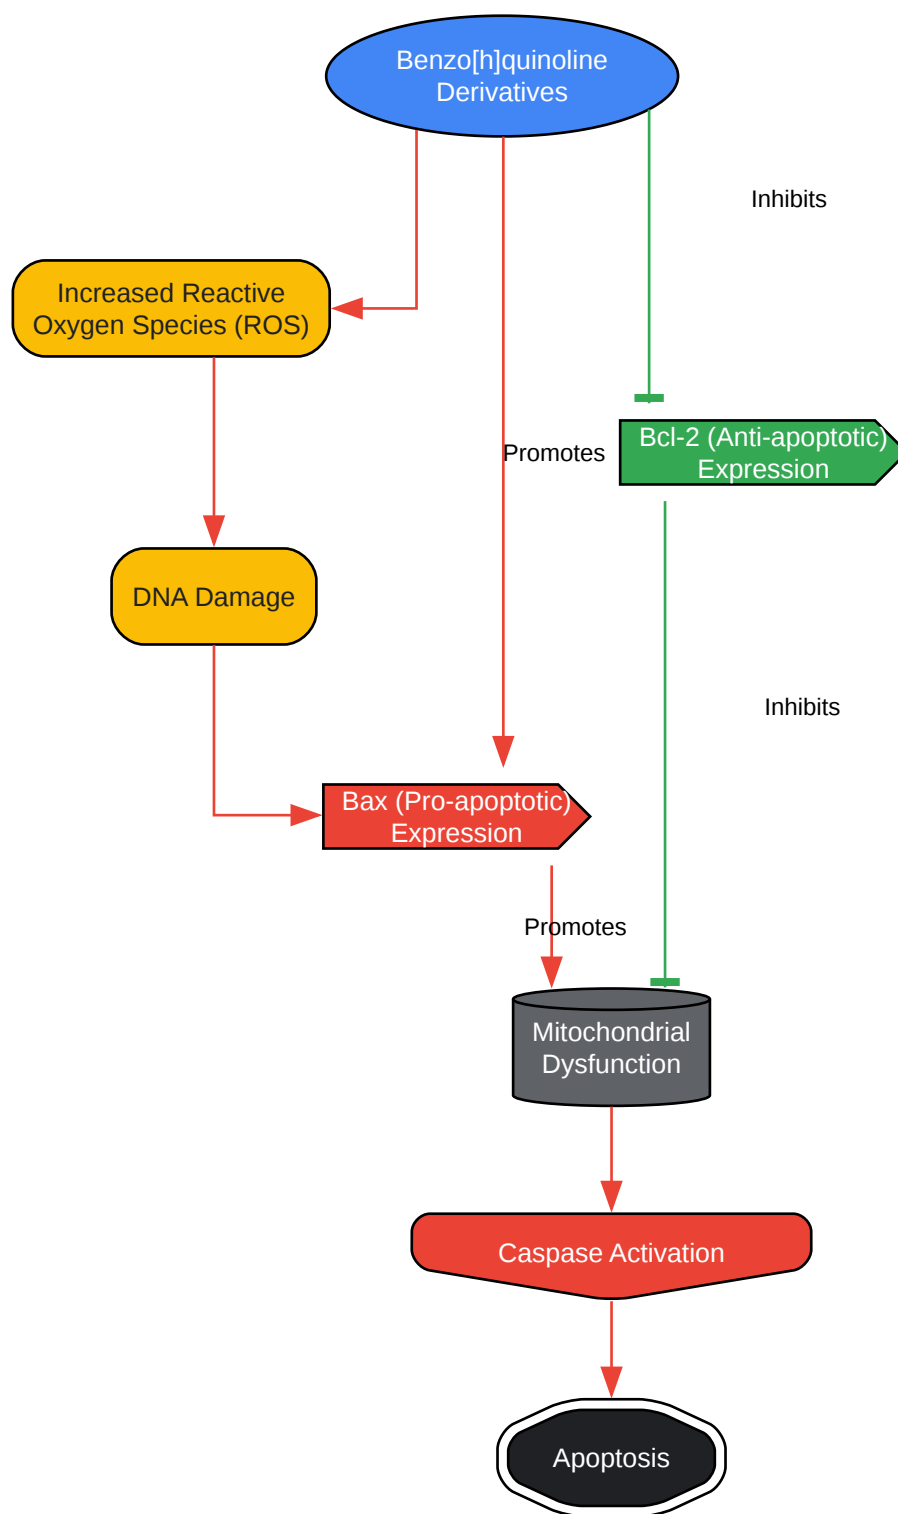 Benzo[h]quinoline
Derivatives
Inhibits
Increased Reactive
Oxygen Species (ROS)
Promotes
Bcl-2 (Anti-apoptotic)
Expression
DNA Damage
Inhibits
Bax (Pro-apoptotic)
Expression
Promotes
Mitochondrial
Dysfunction
Caspase Activation
Apoptosis